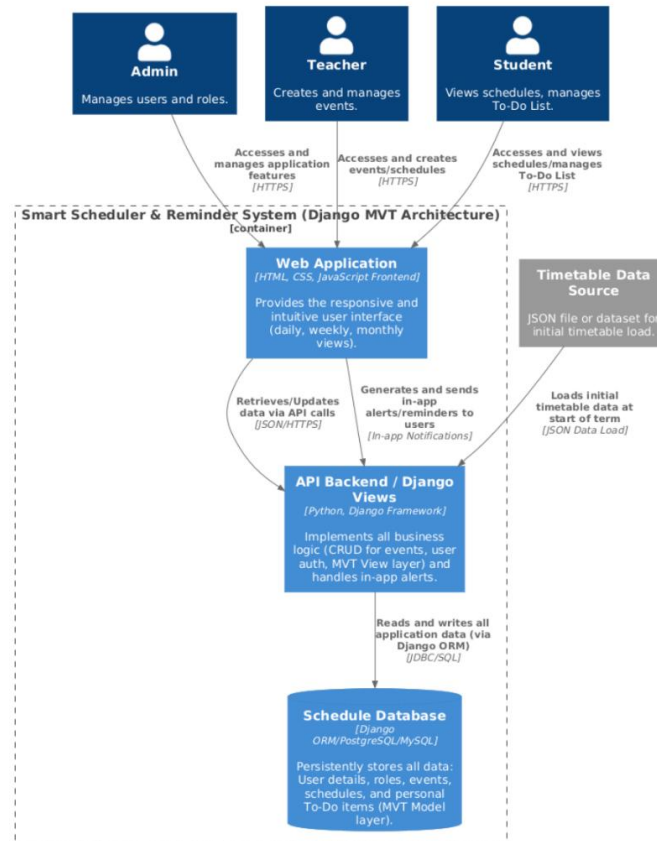 Admin
Manages users and roles.
Teacher
Creates and manages
events.
Student
Views schedules, manages
To-Do List.
Accesses and
manages application
features
[HTTPS]
Accesses and creates
events/schedules
[HTTPS]
Accesses and views
schedules/manages
To-Do List
[HTTPS]
Smart Scheduler & Reminder System (Django MVT Architecture)
[container]
Web Application
[HTML, CSS, JavaScript Frontend]
Provides the responsive and
intuitive user interface
(daily, weekly, monthly
views).
Timetable Data
Source
JSON file or dataset for
initial timetable load.
Retrieves/Updates
data via API calls
[JSON/HTTPS]
Generates and sends
in-app
alerts/reminders to
users
[In-app Notifications]
Loads initial
timetable data at
start of term
[JSON Data Load]
API Backend / Django
Views
[Python, Django Framework]
Implements all business
logic (CRUD for events, user
auth, MVT View layer) and
handles in-app alerts.
Reads and writes all
application data (via
Django ORM)
[JDBC/SQL]
Schedule Database
[Django
ORM/PostgreSQL/MySQL]
Persistently stores all data:
User details, roles, events,
schedules, and personal
To-Do items (MVT Model
layer).